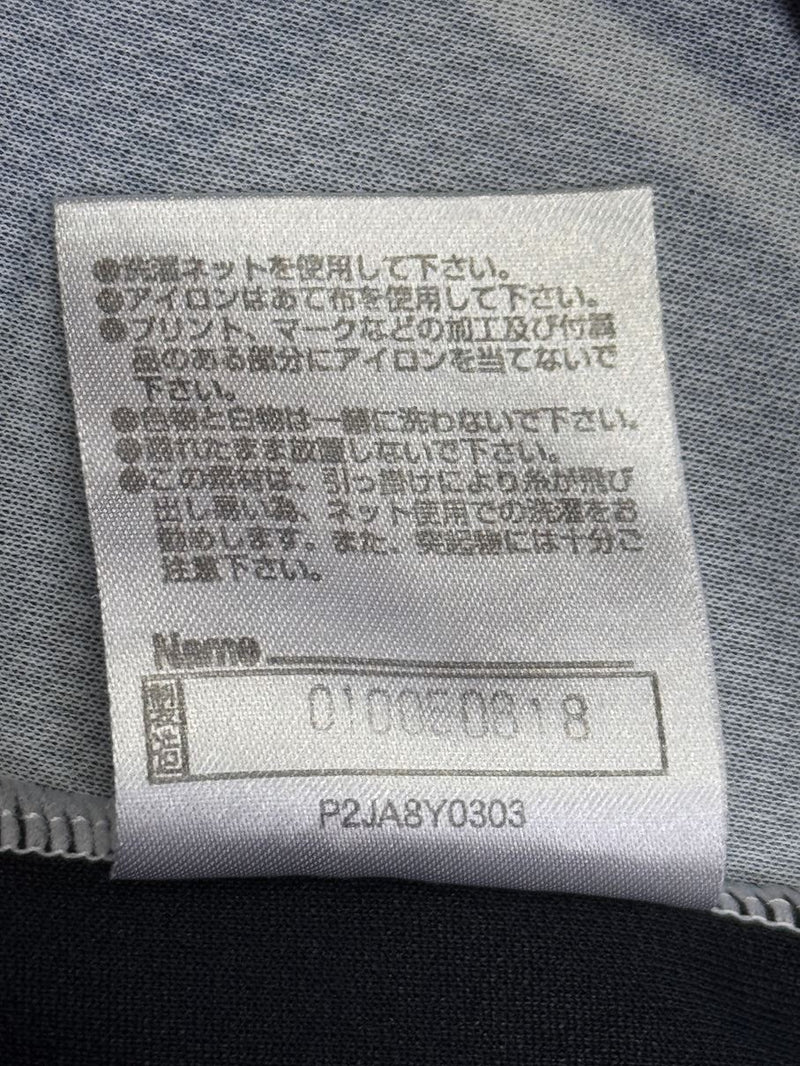 ●洗濯ネットを使用して下さい。
●アイロンはあて布を使用して下さい。
●プリント、マークなどの加工及び付属
品のある部分にアイロンを当てないで
下さい。
●色物と白物は一緒に洗わないで下さい。
●濡れたまま放置しないで下さい。
●この素材は、引っ掛けにより糸が飛び
出し易い為、ネット使用での洗濯をお
勧めします。また、突起物には十分ご
注意下さい。
Name
P2JA8Y0303